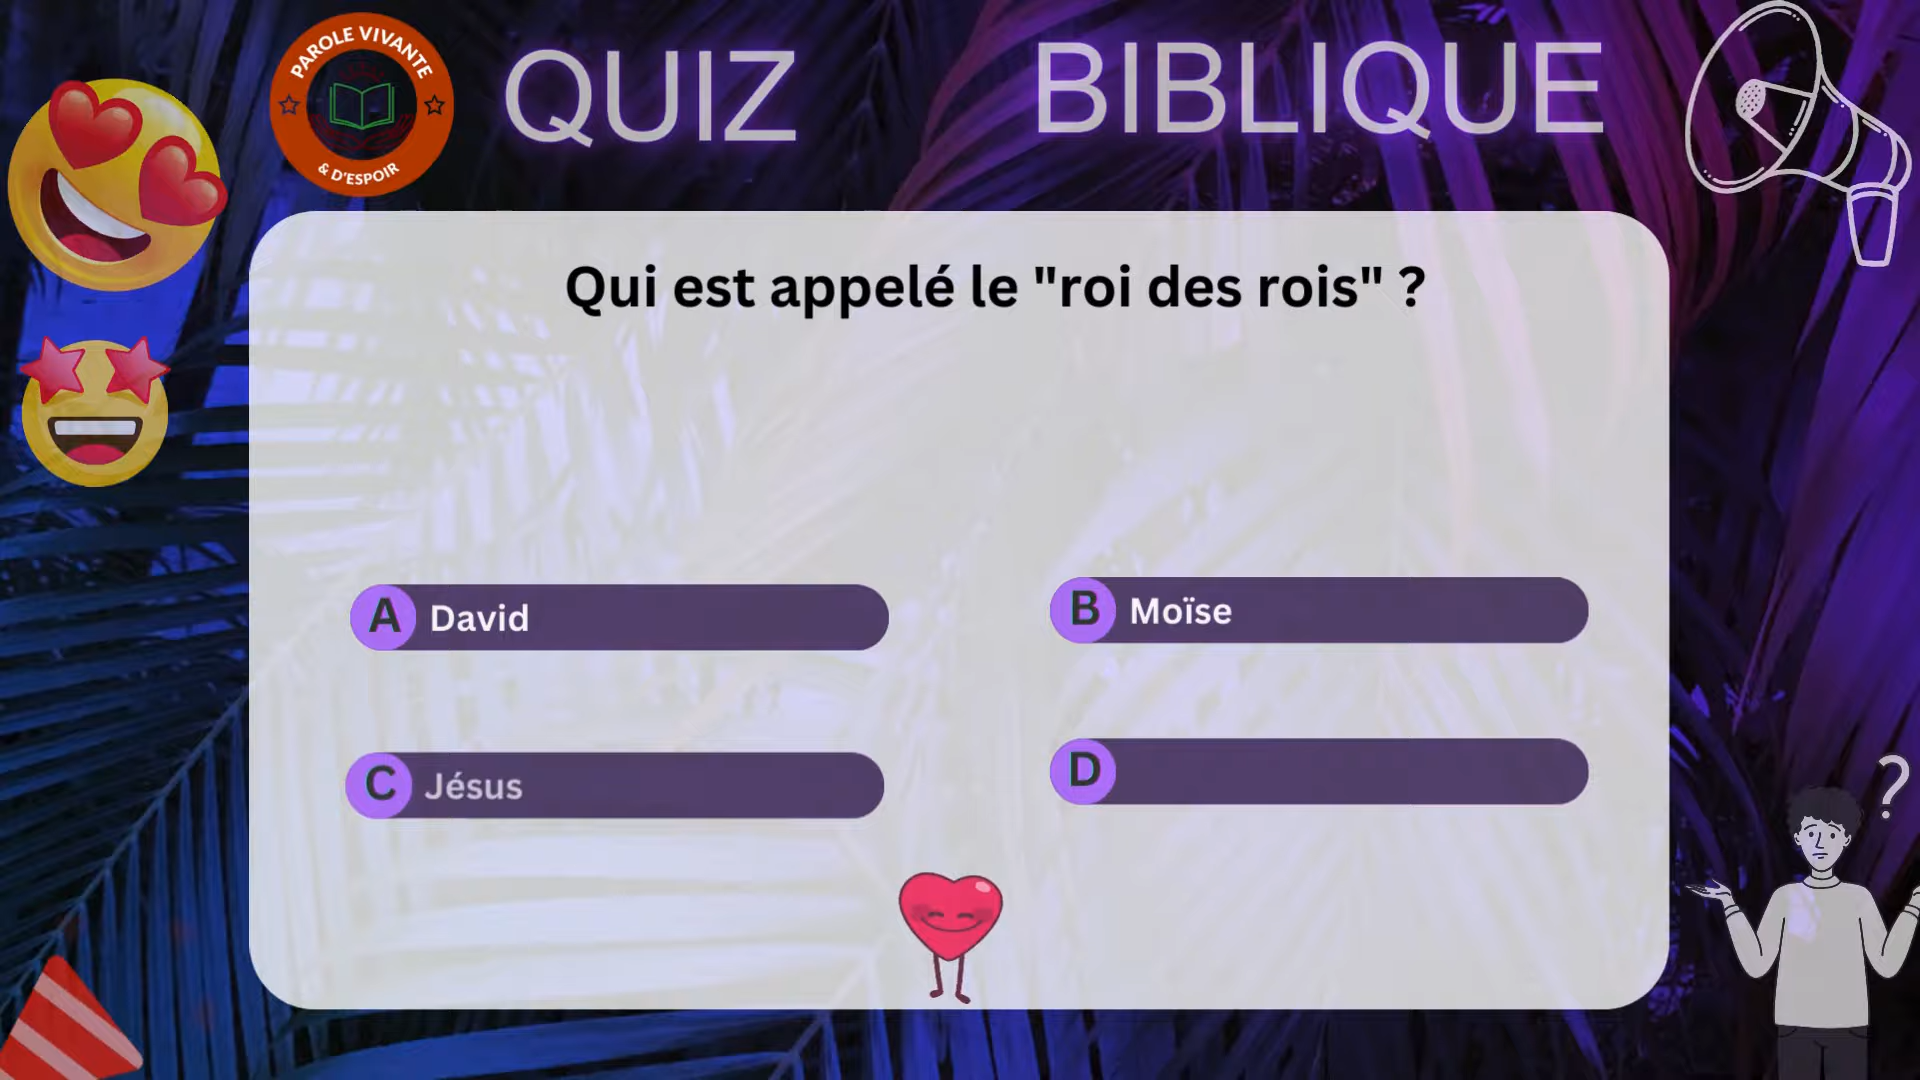 PAROLE VIVANTE
& D'ESPOIR
QUIZ BIBLIQUE
Qui est appelé le "roi des rois" ?
A David
B Moïse
C Jésus
D
?